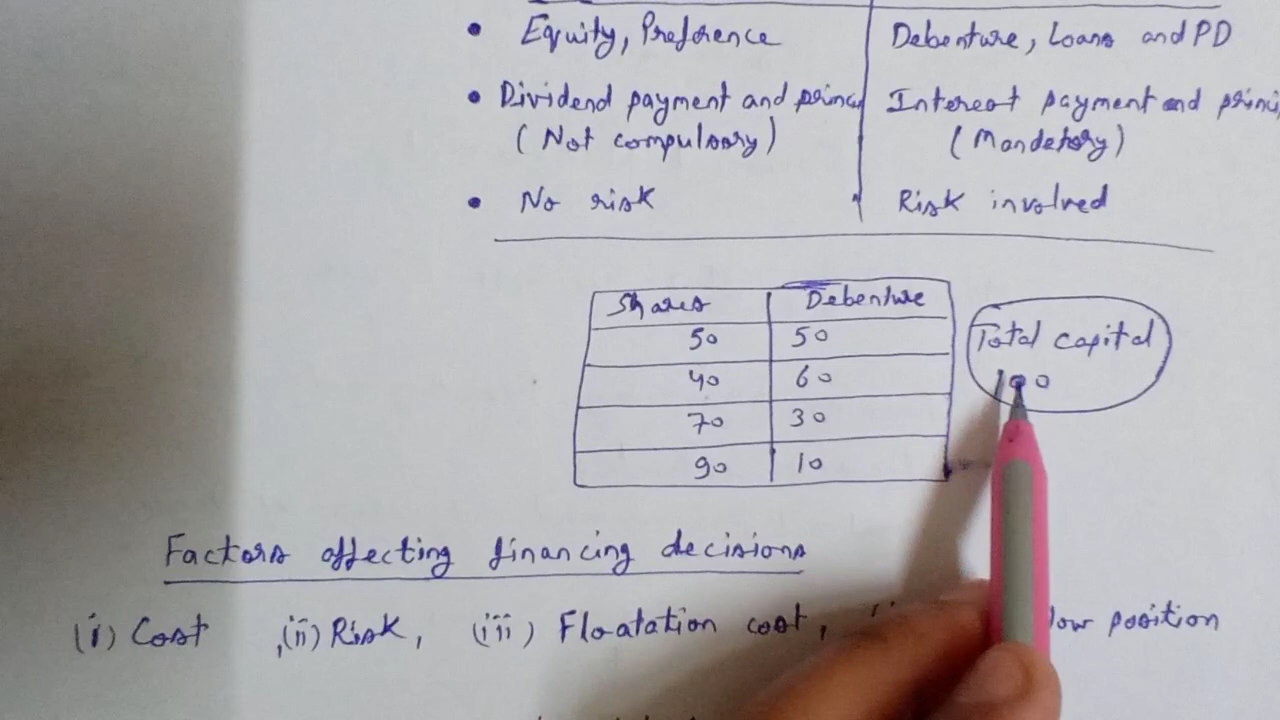 • Equity, Preference Debenture, Loans and PD
• Dividend payment and princ Interest payment and princi
(Not compulsory) (Mandetory)
• No risk Risk involved
Shares Debenture
50 50
40 60
70 30
90 10
Total capital
100
Factors affecting financing decisions
(i) Cost ,(ii) Risk, (iii) Floatation cost, low position